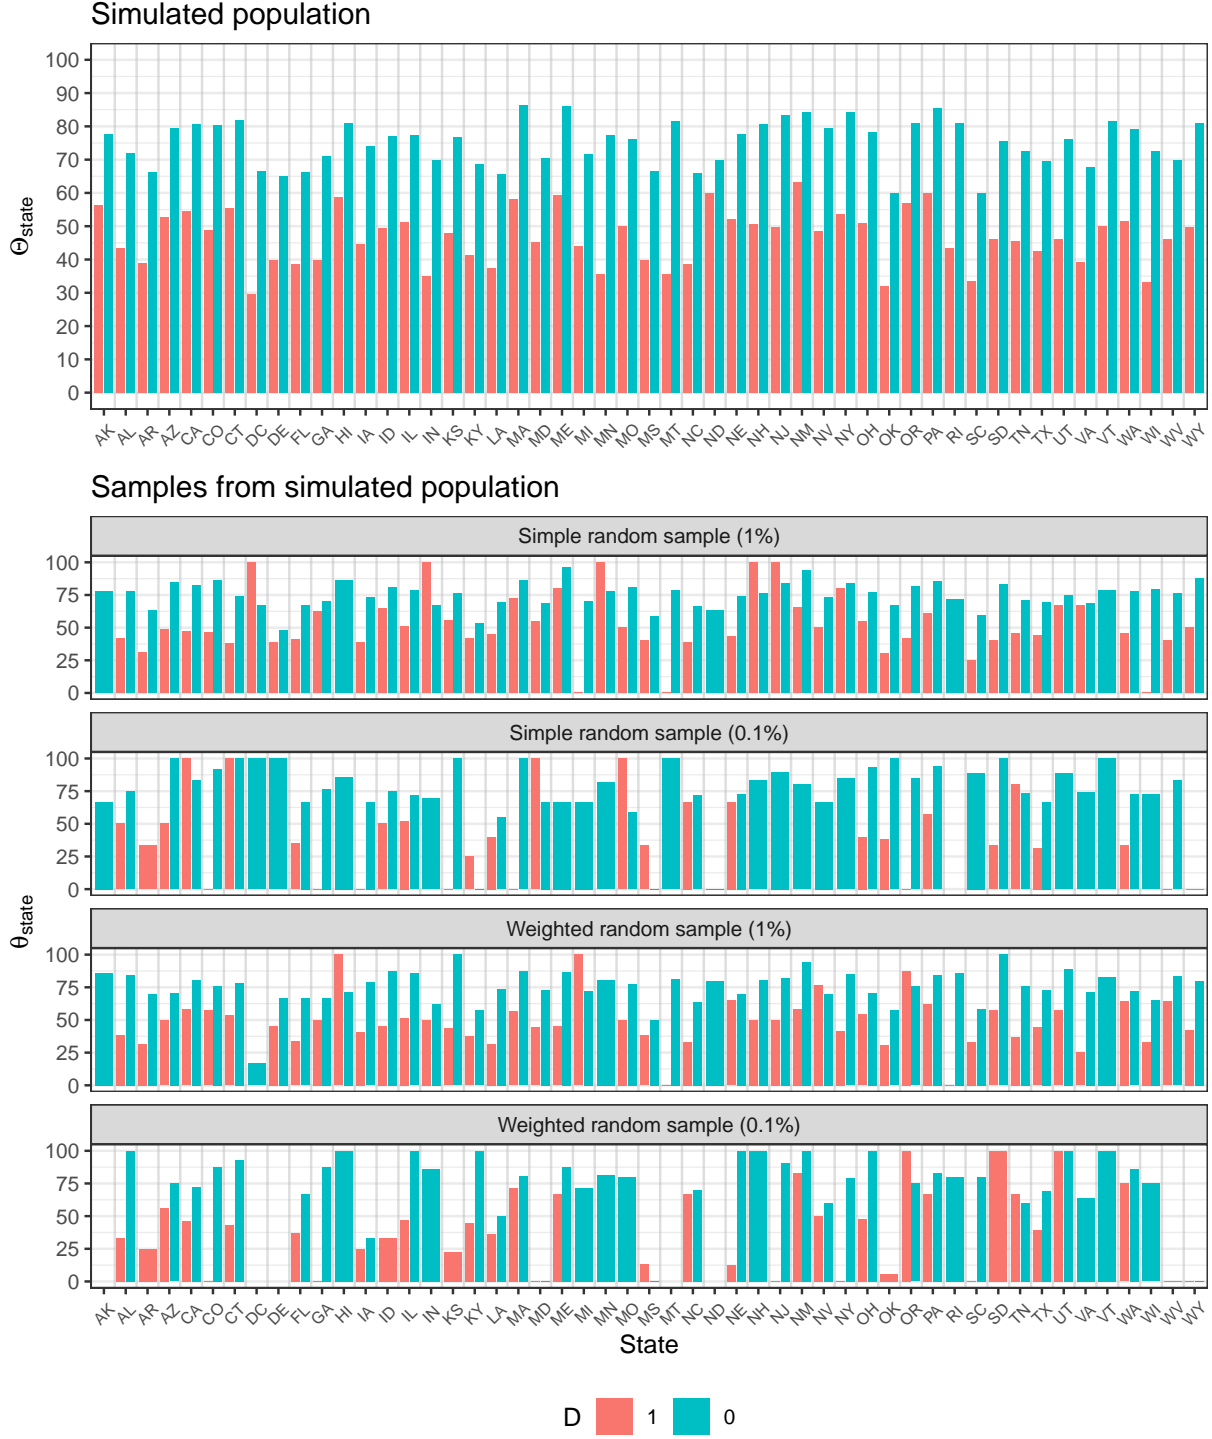 Simulated population
100
90
80
70
60
50
40
30
20
10
0
Θstate
AK AL AR AZ CA CO CT DC DE FL GA HI IA ID IL IN KS KY LA MA MD ME MI MN MO MS MT NC ND NE NH NJ NM NV NY OH OK OR PA RI SC SD TN TX UT VA VT WA WI WV WY
Samples from simulated population
Simple random sample (1%)
100
75
50
25
0
Simple random sample (0.1%)
100
75
50
25
0
θstate
Weighted random sample (1%)
100
75
50
25
0
Weighted random sample (0.1%)
100
75
50
25
0
AK AL AR AZ CA CO CT DC DE FL GA HI IA ID IL IN KS KY LA MA MD ME MI MN MO MS MT NC ND NE NH NJ NM NV NY OH OK OR PA RI SC SD TN TX UT VA VT WA WI WV WY
State
D 1 0